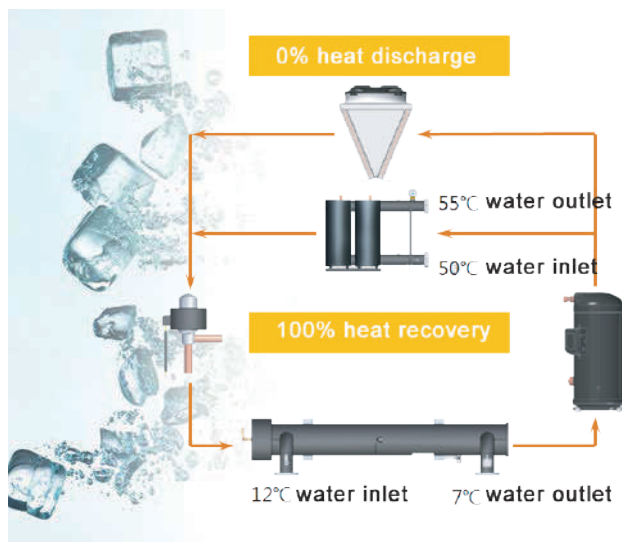 0% heat discharge
55℃ water outlet
50℃ water inlet
100% heat recovery
12℃ water inlet
7℃ water outlet